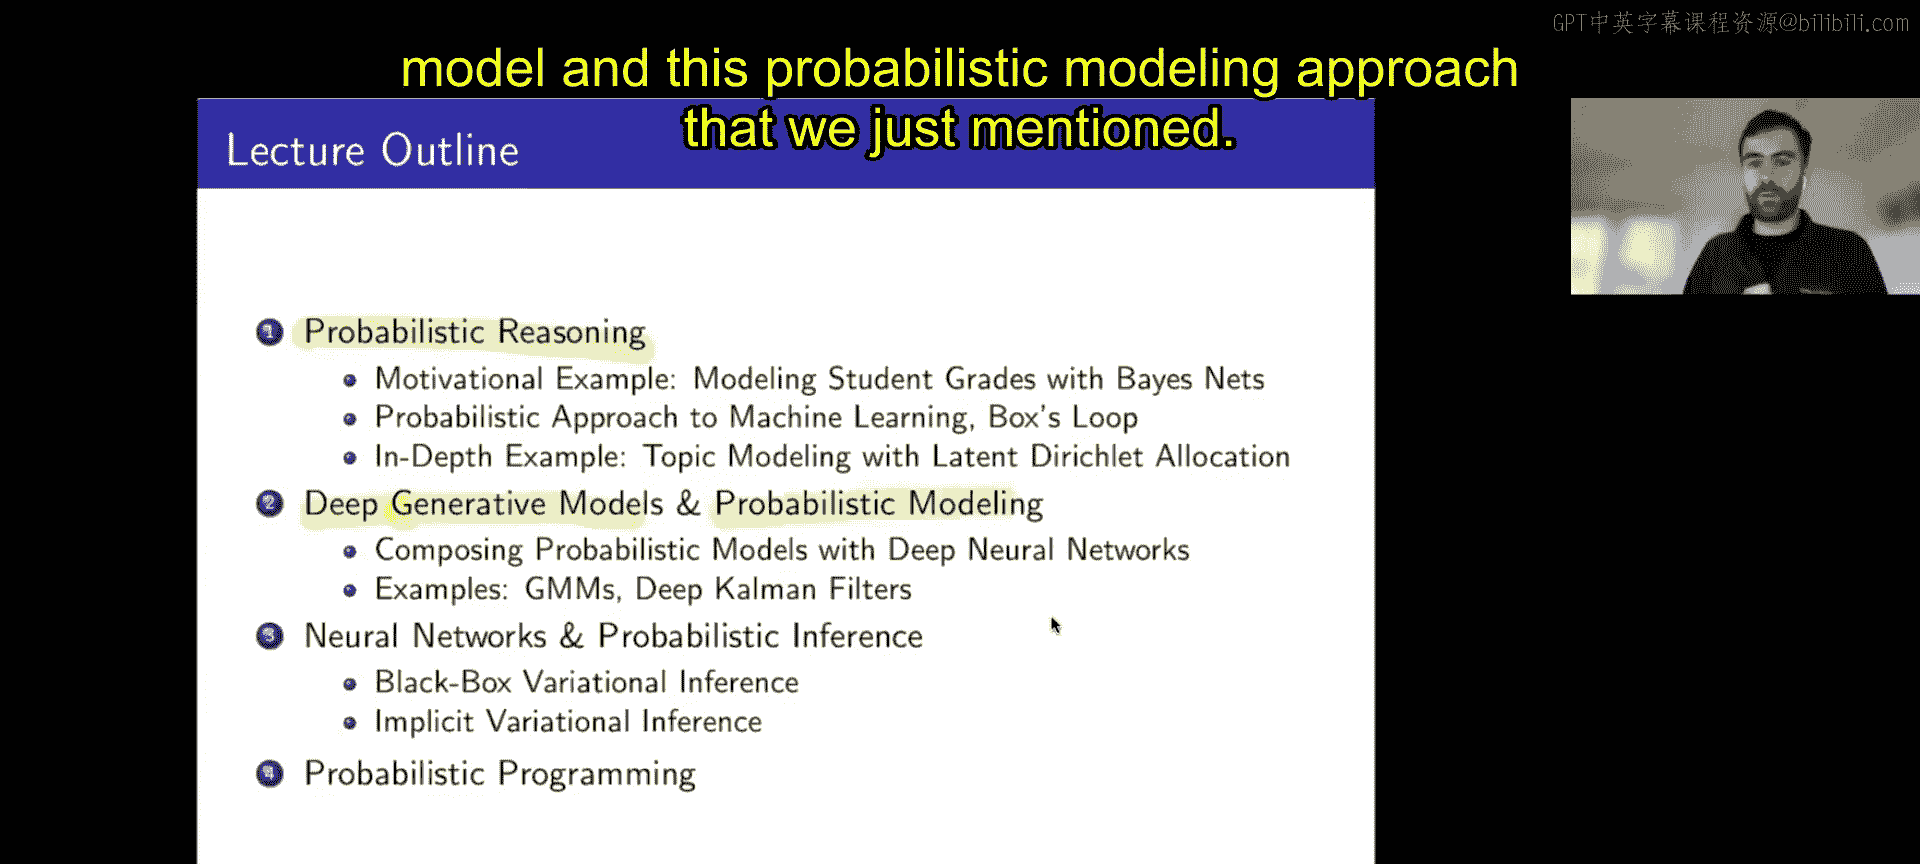 GPT中英字幕课程资源@bilibili.com
model and this probabilistic modeling approach
that we just mentioned.
Lecture Outline
1 Probabilistic Reasoning
Motivational Example: Modeling Student Grades with Bayes Nets
Probabilistic Approach to Machine Learning, Box's Loop
In-Depth Example: Topic Modeling with Latent Dirichlet Allocation
2 Deep Generative Models & Probabilistic Modeling
Composing Probabilistic Models with Deep Neural Networks
Examples: GMMs, Deep Kalman Filters
3 Neural Networks & Probabilistic Inference
Black-Box Variational Inference
Implicit Variational Inference
4 Probabilistic Programming